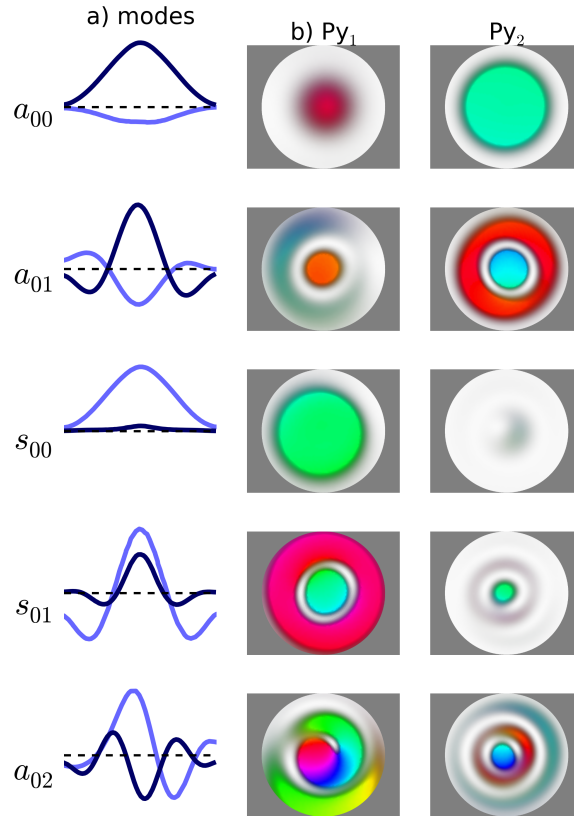 a) modes
b) Py₁
Py₂
a₀₀
a₀₁
s₀₀
s₀₁
a₀₂